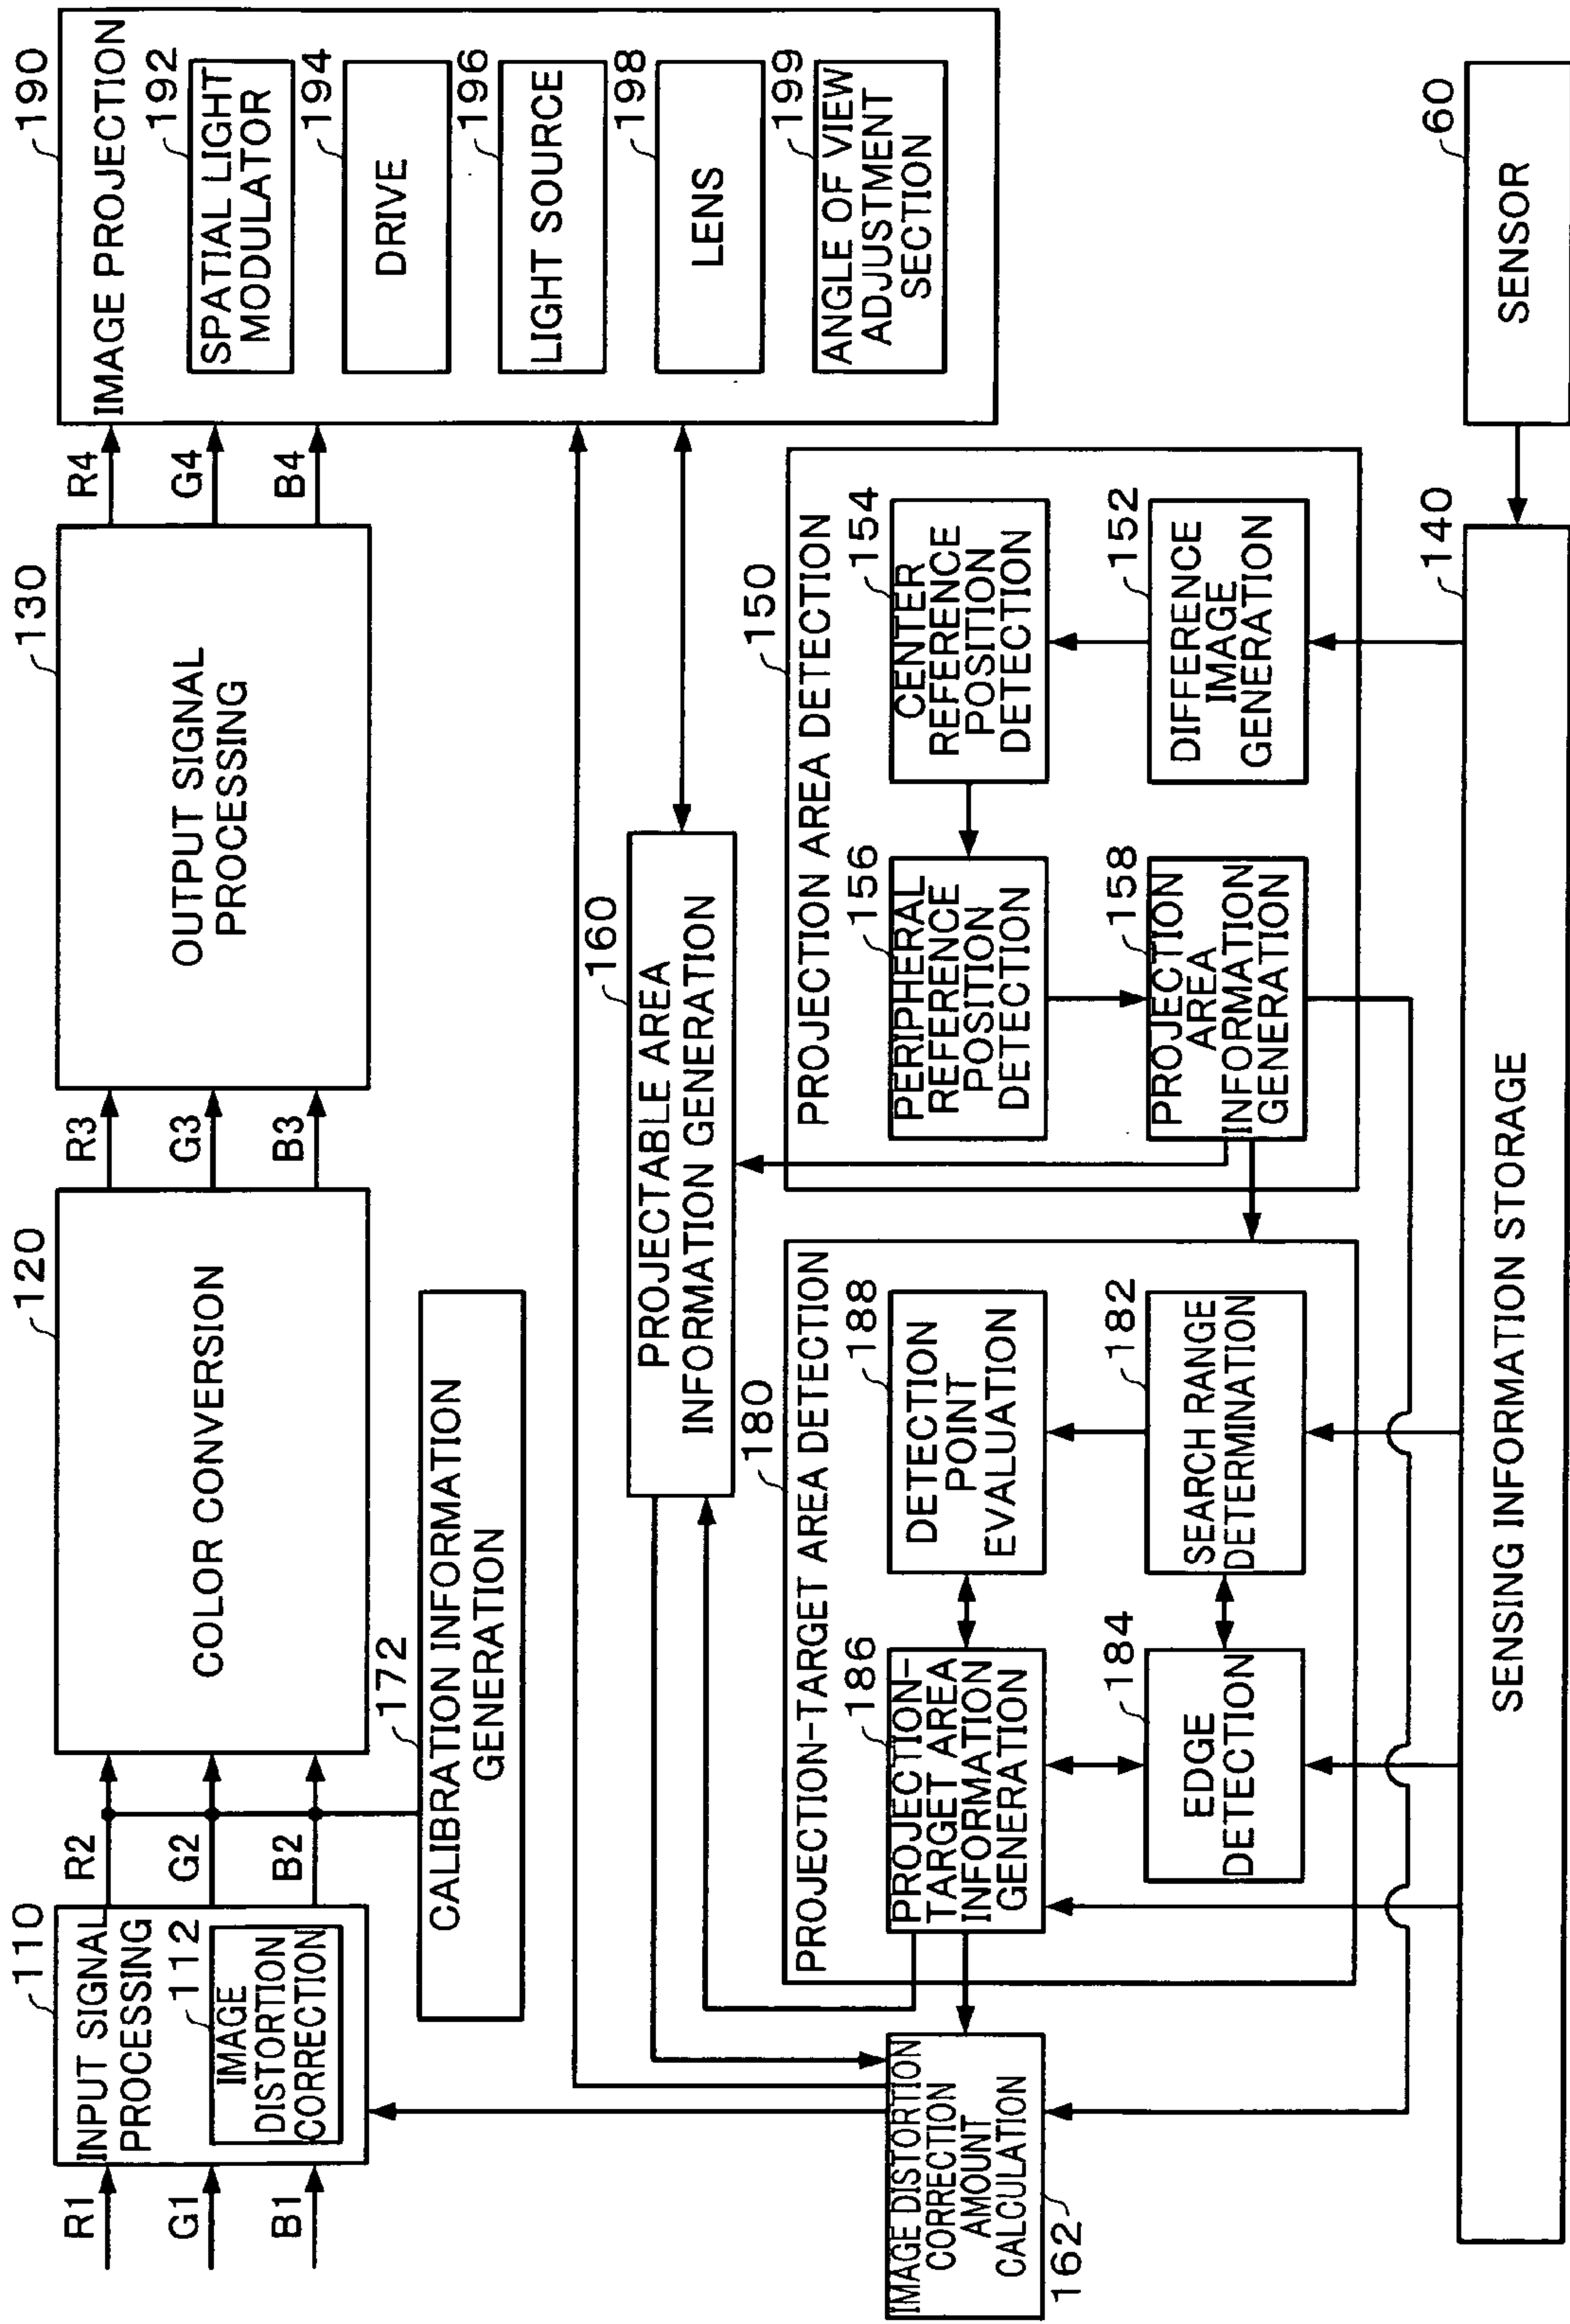 R1
G1
B1
110
INPUT SIGNAL
PROCESSING
112
IMAGE
DISTORTION
CORRECTION
R2
G2
B2
120
COLOR CONVERSION
R3
G3
B3
130
OUTPUT SIGNAL
PROCESSING
R4
G4
B4
190
IMAGE PROJECTION
192
SPATIAL LIGHT
MODULATOR
194
DRIVE
196
LIGHT SOURCE
198
LENS
199
ANGLE OF VIEW
ADJUSTMENT
SECTION
172
CALIBRATION INFORMATION
GENERATION
160
PROJECTABLE AREA
INFORMATION GENERATION
162
IMAGE DISTORTION
CORRECTION
AMOUNT
CALCULATION
180
PROJECTION-TARGET AREA DETECTION
186
PROJECTION-
TARGET AREA
INFORMATION
GENERATION
188
DETECTION
POINT
EVALUATION
184
EDGE
DETECTION
182
SEARCH RANGE
DETERMINATION
150
PROJECTION AREA DETECTION
156
PERIPHERAL
REFERENCE
POSITION
DETECTION
154
CENTER
REFERENCE
POSITION
DETECTION
158
PROJECTION
AREA
INFORMATION
GENERATION
152
DIFFERENCE
IMAGE
GENERATION
140
SENSING INFORMATION STORAGE
60
SENSOR